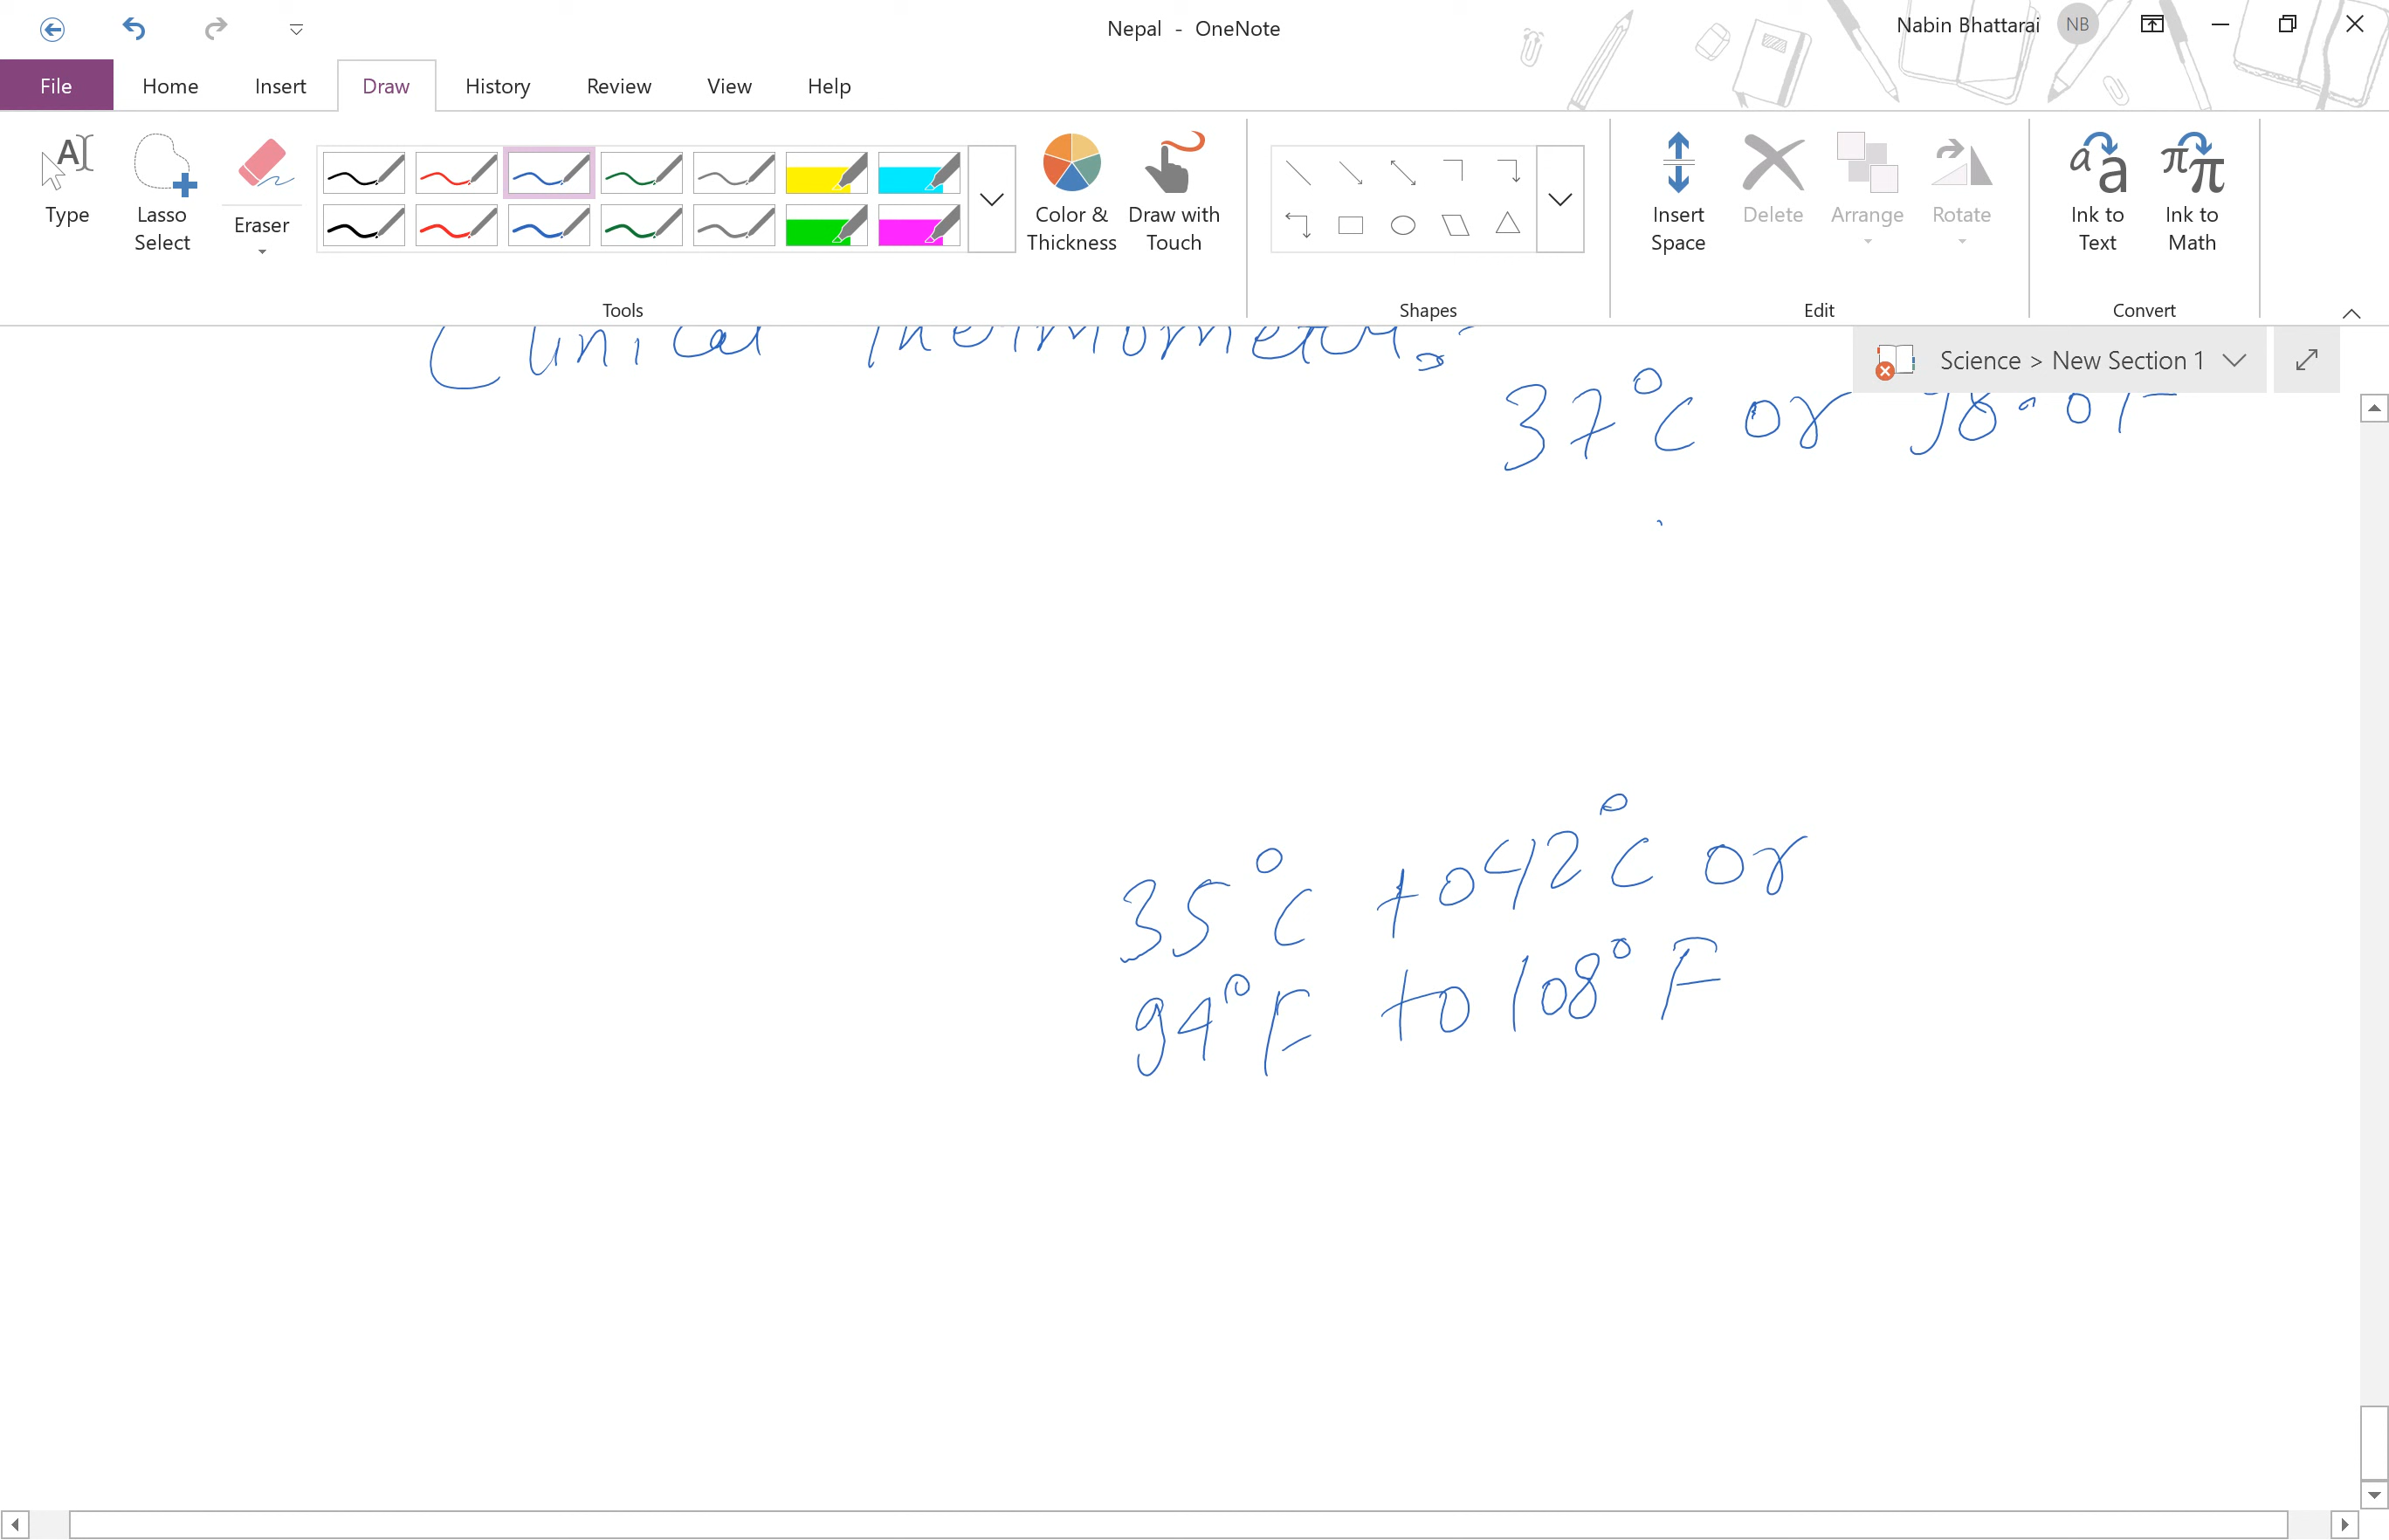 Nepal - OneNote
Nabin Bhattarai NB
File Home Insert Draw History Review View Help
Type
Lasso Select
Eraser
Color & Thickness
Draw with Touch
Insert Space
Delete
Arrange
Rotate
Ink to Text
Ink to Math
Tools
Shapes
Edit
Convert
Science > New Section 1
Clinical Thermometer
37°C or
35°C to 42°C or
94°F to 108°F